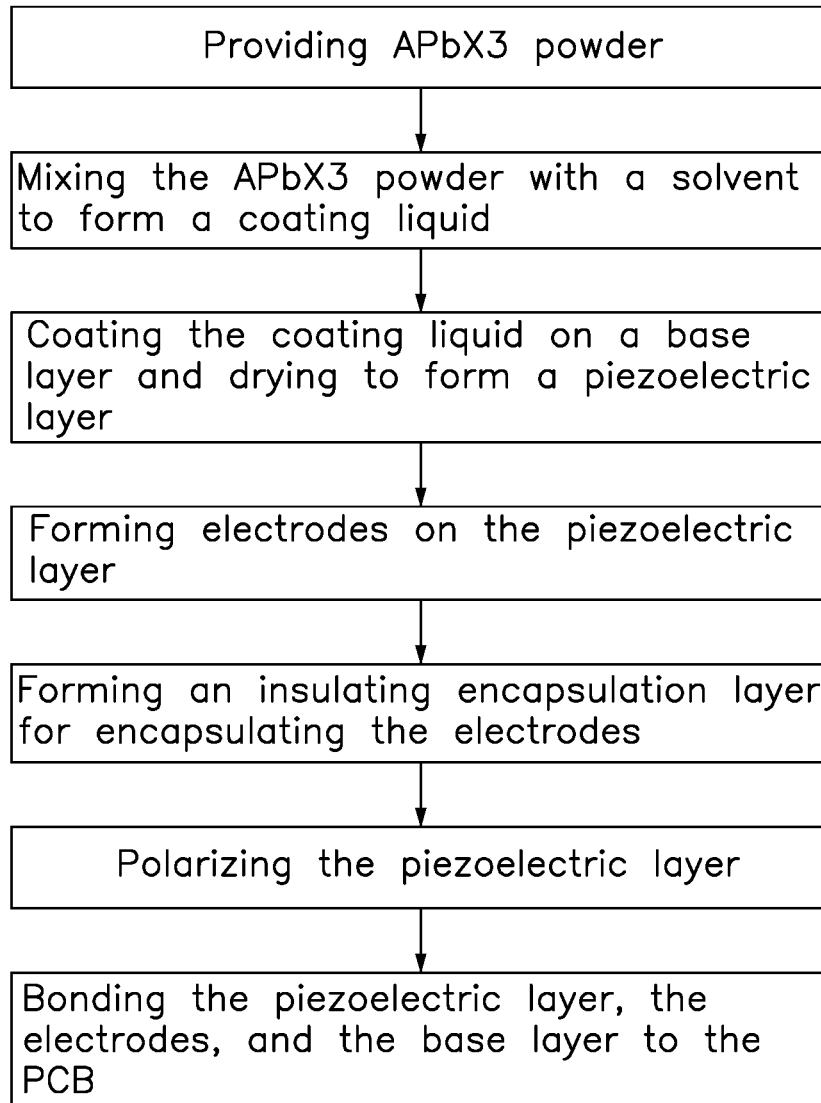 Providing APbX3 powder
Mixing the APbX3 powder with a solvent
to form a coating liquid
Coating the coating liquid on a base
layer and drying to form a piezoelectric
layer
Forming electrodes on the piezoelectric
layer
Forming an insulating encapsulation layer
for encapsulating the electrodes
Polarizing the piezoelectric layer
Bonding the piezoelectric layer, the
electrodes, and the base layer to the
PCB